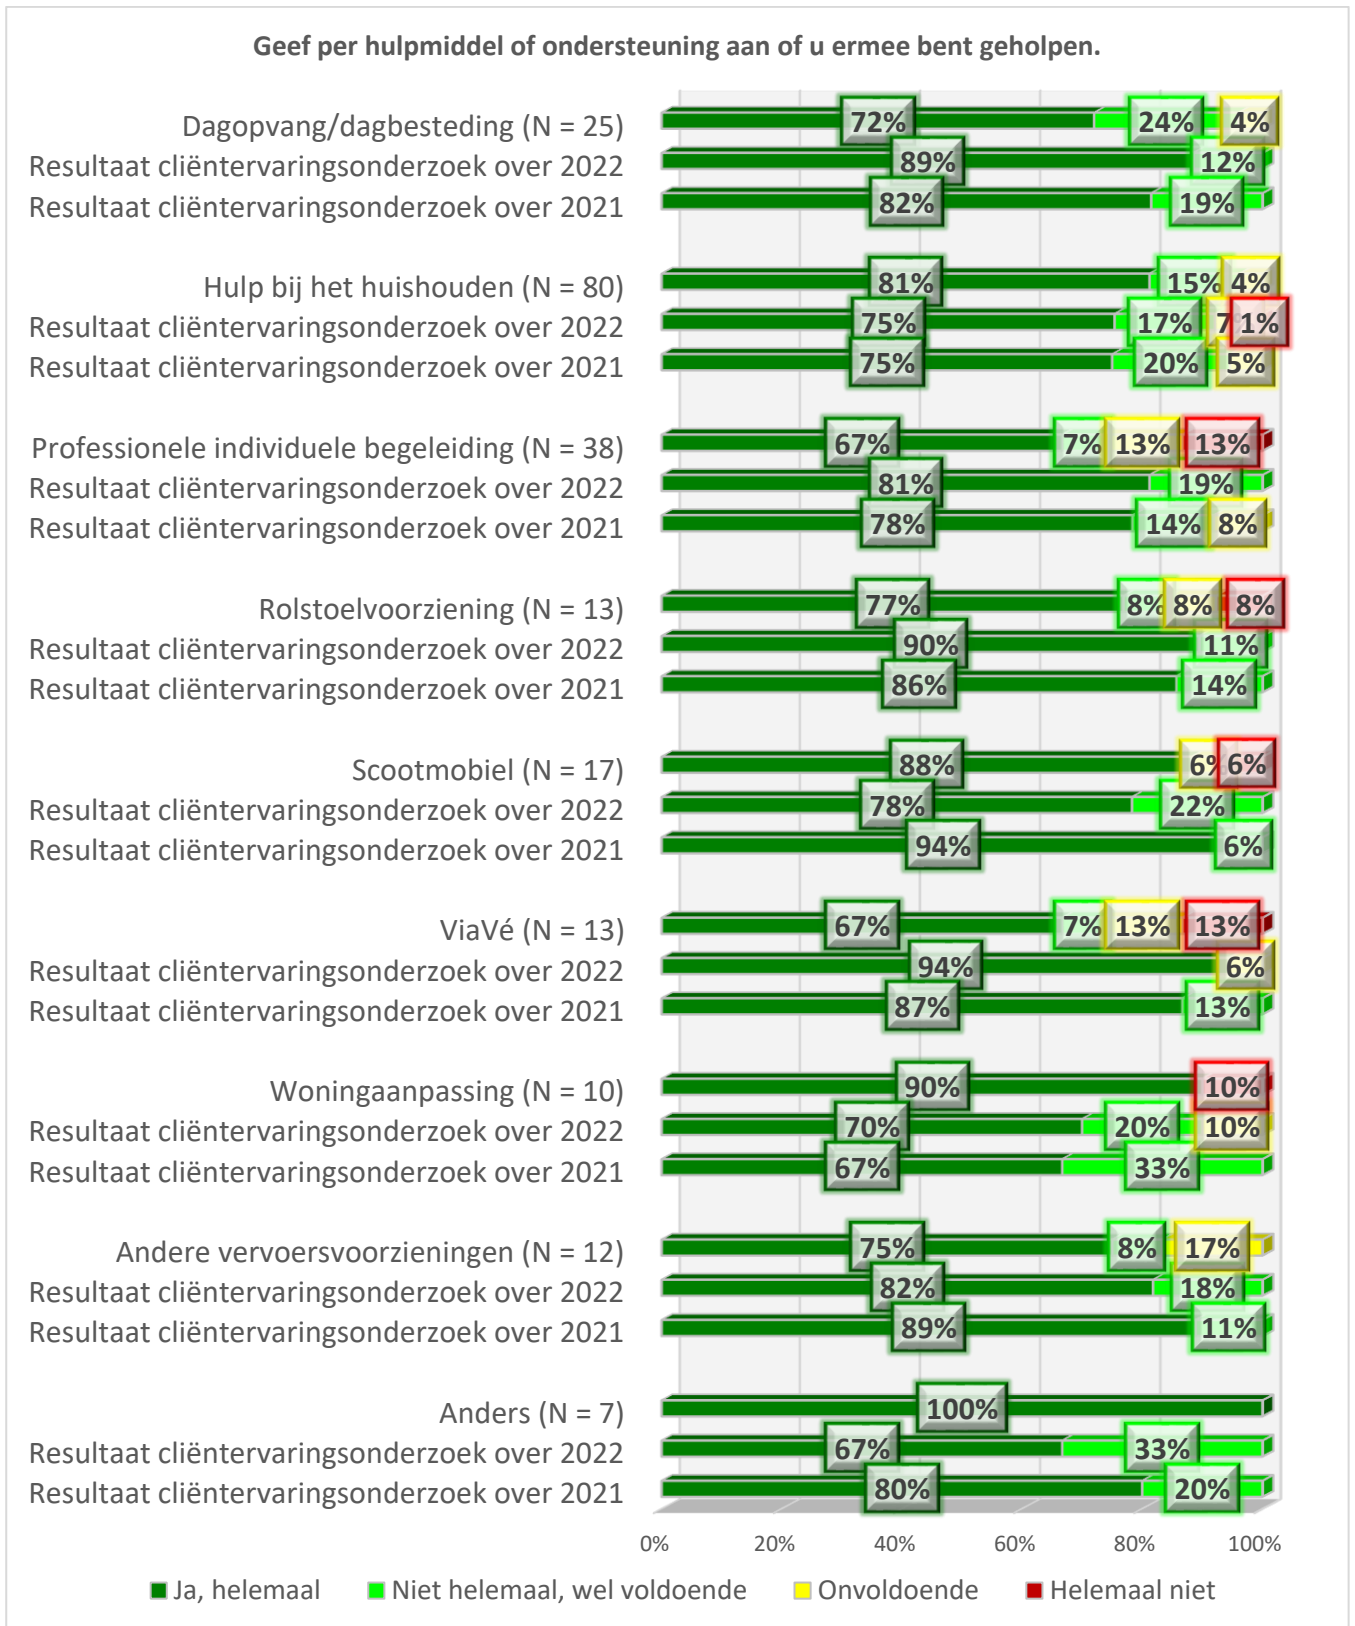 Geef per hulpmiddel of ondersteuning aan of u ermee bent geholpen.
Dagopvang/dagbesteding (N = 25) 72% 24% 4%
Resultaat cliëntervaringsonderzoek over 2022 89% 12%
Resultaat cliëntervaringsonderzoek over 2021 82% 19%
Hulp bij het huishouden (N = 80) 81% 15% 4%
Resultaat cliëntervaringsonderzoek over 2022 75% 17% 7% 1%
Resultaat cliëntervaringsonderzoek over 2021 75% 20% 5%
Professionele individuele begeleiding (N = 38) 67% 7% 13% 13%
Resultaat cliëntervaringsonderzoek over 2022 81% 19%
Resultaat cliëntervaringsonderzoek over 2021 78% 14% 8%
Rolstoelvoorziening (N = 13) 77% 8% 8% 8%
Resultaat cliëntervaringsonderzoek over 2022 90% 11%
Resultaat cliëntervaringsonderzoek over 2021 86% 14%
Scootmobiel (N = 17) 88% 6% 6%
Resultaat cliëntervaringsonderzoek over 2022 78% 22%
Resultaat cliëntervaringsonderzoek over 2021 94% 6%
ViaVé (N = 13) 67% 7% 13% 13%
Resultaat cliëntervaringsonderzoek over 2022 94% 6%
Resultaat cliëntervaringsonderzoek over 2021 87% 13%
Woningaanpassing (N = 10) 90% 10%
Resultaat cliëntervaringsonderzoek over 2022 70% 20% 10%
Resultaat cliëntervaringsonderzoek over 2021 67% 33%
Andere vervoersvoorzieningen (N = 12) 75% 8% 17%
Resultaat cliëntervaringsonderzoek over 2022 82% 18%
Resultaat cliëntervaringsonderzoek over 2021 89% 11%
Anders (N = 7) 100%
Resultaat cliëntervaringsonderzoek over 2022 67% 33%
Resultaat cliëntervaringsonderzoek over 2021 80% 20%
0% 20% 40% 60% 80% 100%
Ja, helemaal Niet helemaal, wel voldoende Onvoldoende Helemaal niet